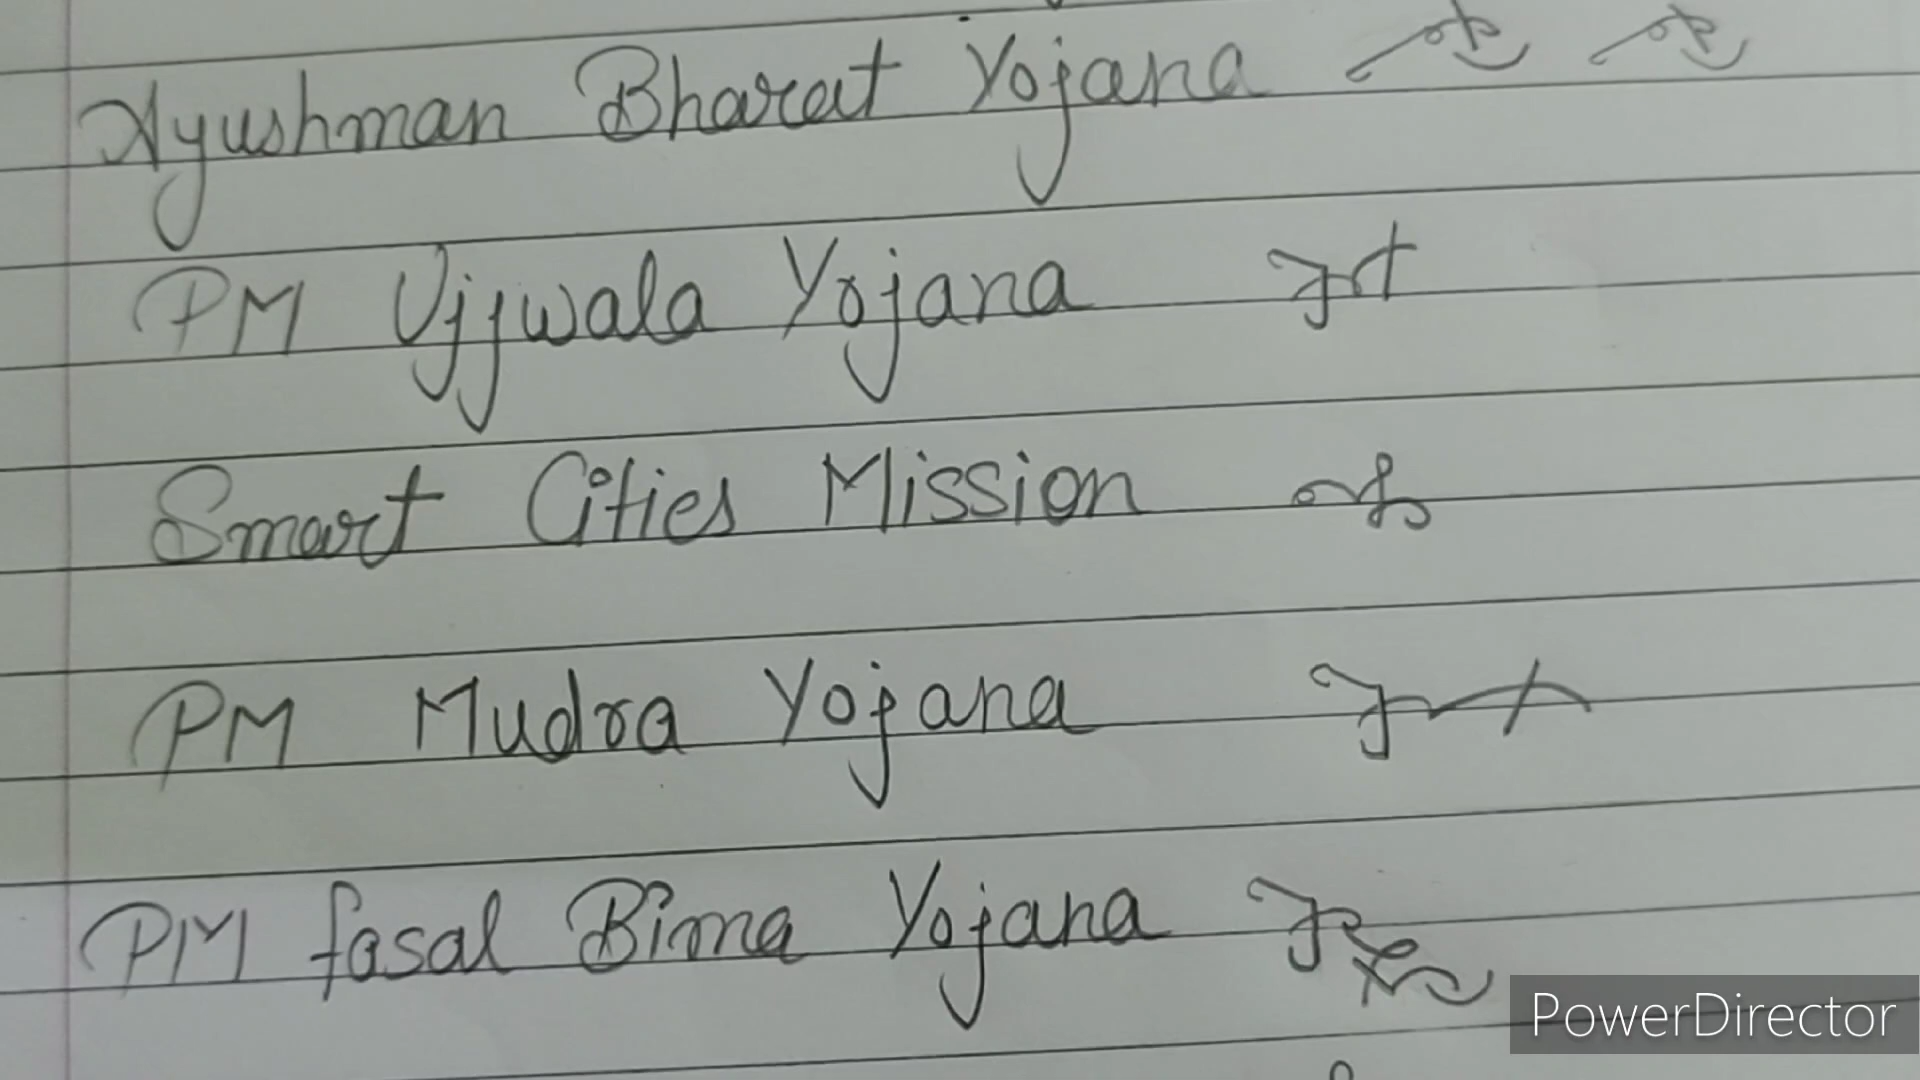 Ayushman Bharat Yojana
PM Ujjwala Yojana
Smart Cities Mission
PM Mudra Yojana
PM fasal Bima Yojana
PowerDirector